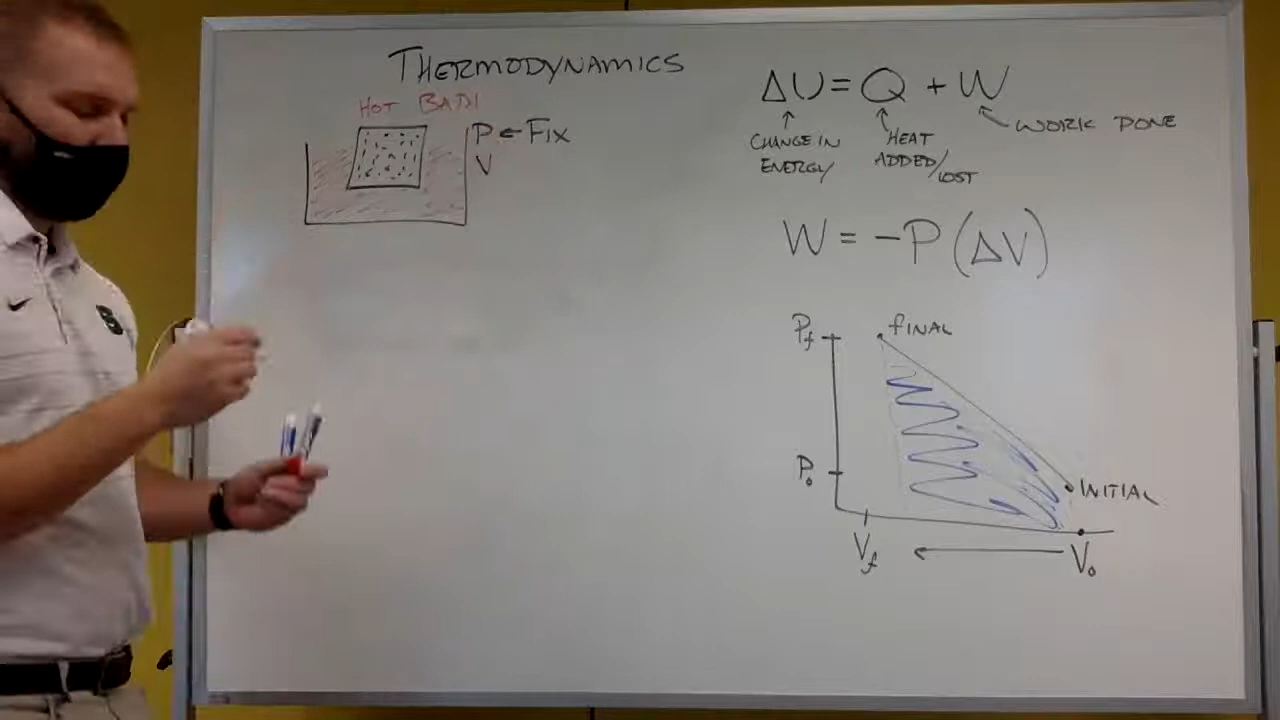 THERMODYNAMICS
HOT BATH
P ← FIX
V
ΔU = Q + W
CHANGE IN
ENERGY
HEAT
ADDED/
LOST
WORK DONE
W = -P (ΔV)
Pf
FINAL
P₀
INITIAL
Vf
V₀
S